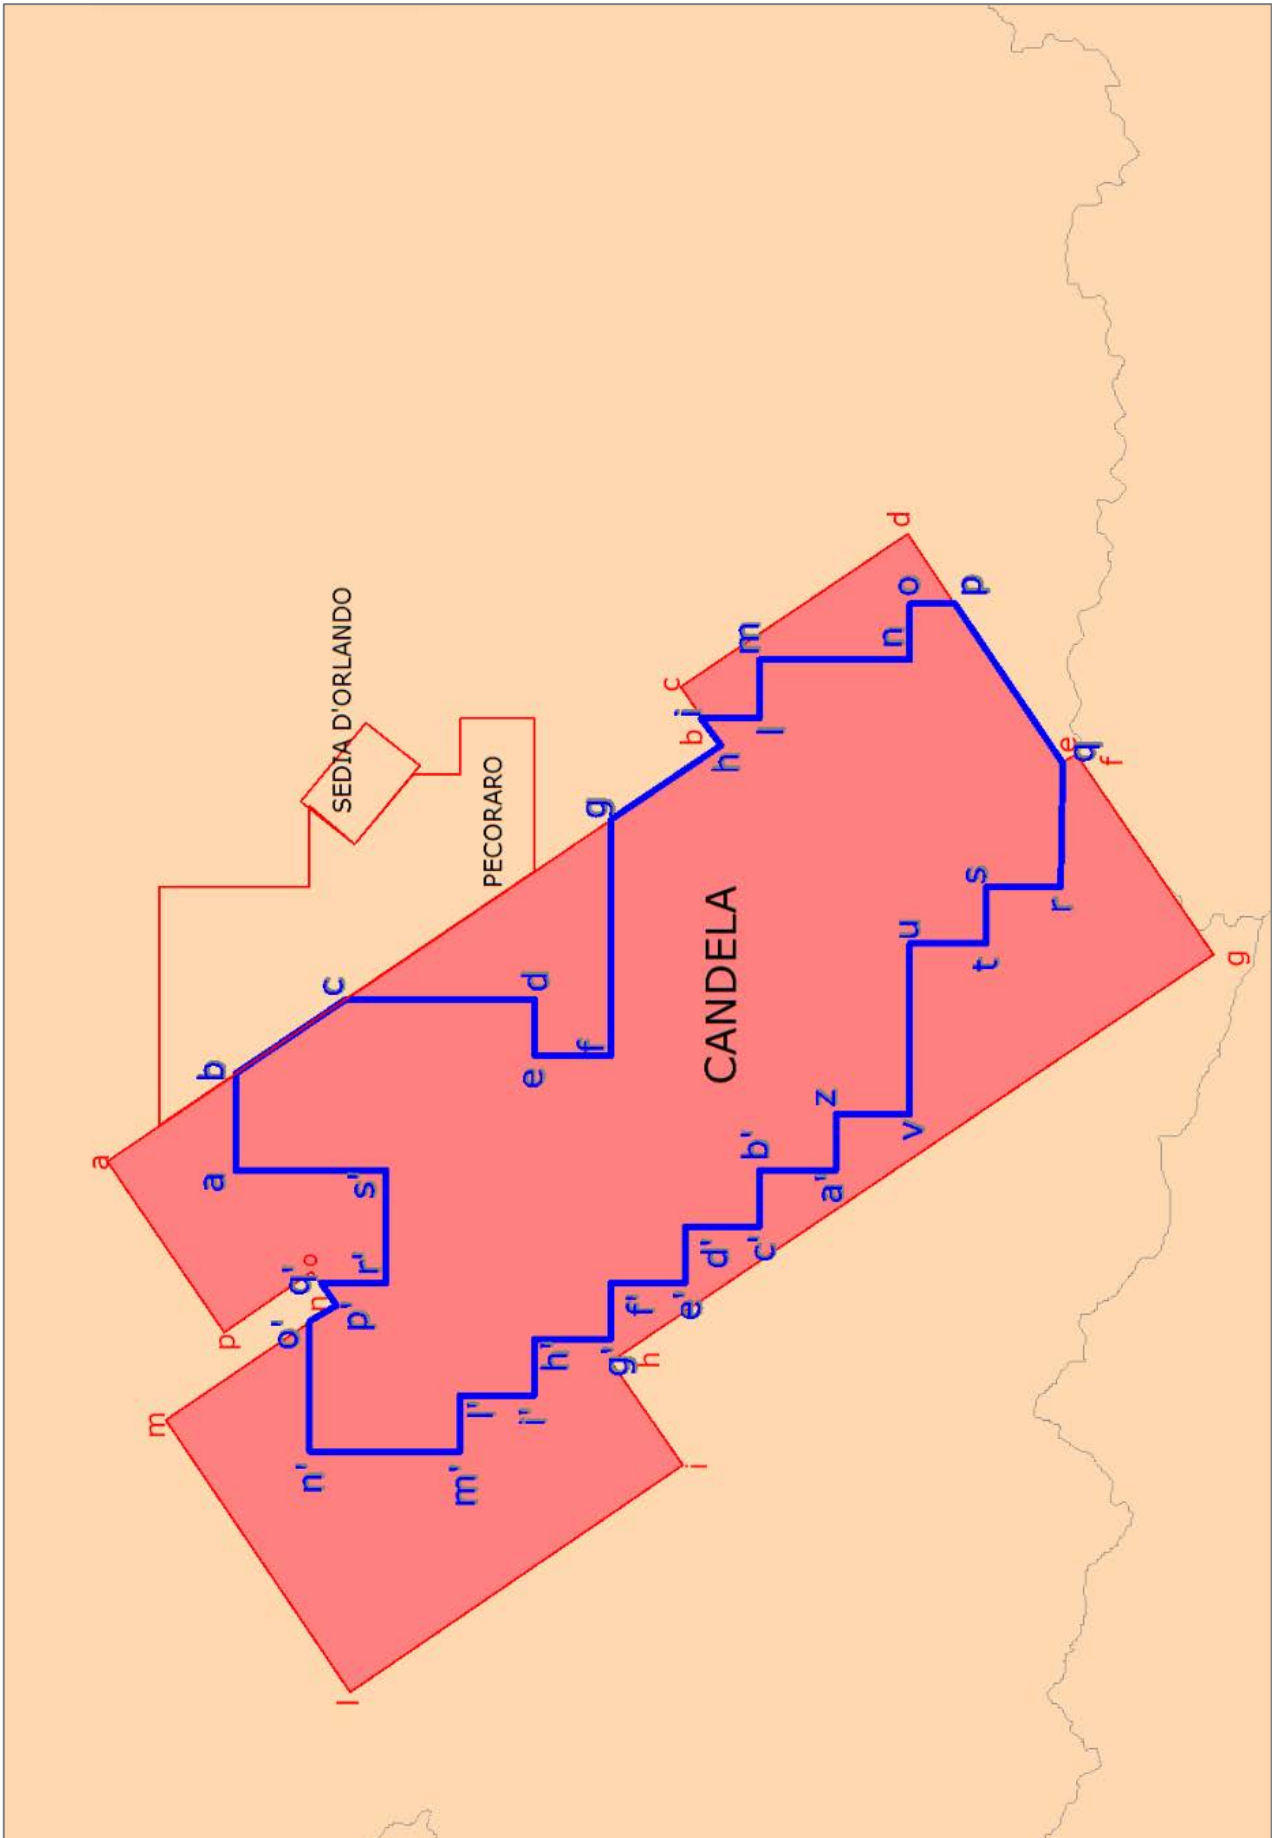 SEDIA D'ORLANDO
PECORARO
CANDELA
a
b
c
d
e
f
g
h
i
l
m
n
o
p
a
b
c
d
e
f
g
h
i
l
m
n
o
p
q
r
s
t
u
v
z
a'
b'
c'
d'
e'
f'
g'
h'
i'
l'
m'
n'
o'
p'
q'
r'
s'